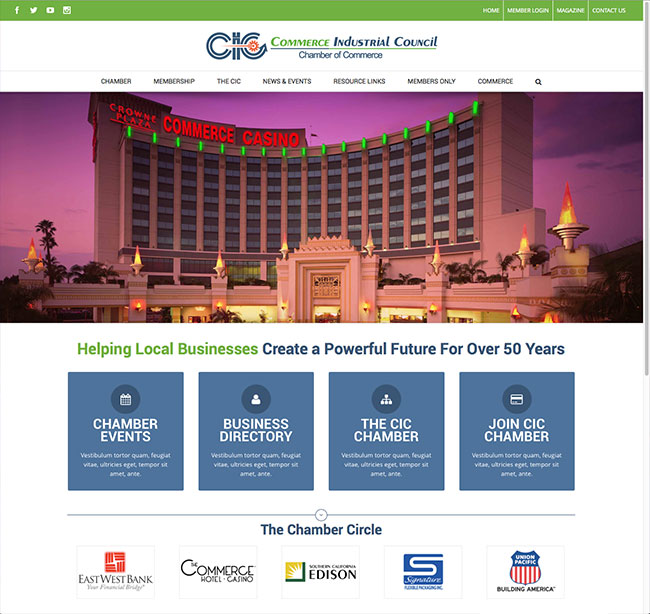 HOME MEMBER LOGIN MAGAZINE CONTACT US
CIC COMMERCE INDUSTRIAL COUNCIL
Chamber of Commerce
CHAMBER MEMBERSHIP THE CIC NEWS & EVENTS RESOURCE LINKS MEMBERS ONLY COMMERCE
CROWNE PLAZA
COMMERCE CASINO
Helping Local Businesses Create a Powerful Future For Over 50 Years
CHAMBER EVENTS
Vestibulum tortor quam, feugiat
vitae, ultricies eget, tempor sit
amet, ante.
BUSINESS DIRECTORY
Vestibulum tortor quam, feugiat
vitae, ultricies eget, tempor sit
amet, ante.
THE CIC CHAMBER
Vestibulum tortor quam, feugiat
vitae, ultricies eget, tempor sit
amet, ante.
JOIN CIC CHAMBER
Vestibulum tortor quam, feugiat
vitae, ultricies eget, tempor sit
amet, ante.
The Chamber Circle
EASTWESTBANK
Your Financial Bridge®
THE COMMERCE
HOTEL · CASINO
SOUTHERN CALIFORNIA
EDISON
S
Signature
FLEXIBLE PACKAGING INC.
UNION PACIFIC
BUILDING AMERICA®